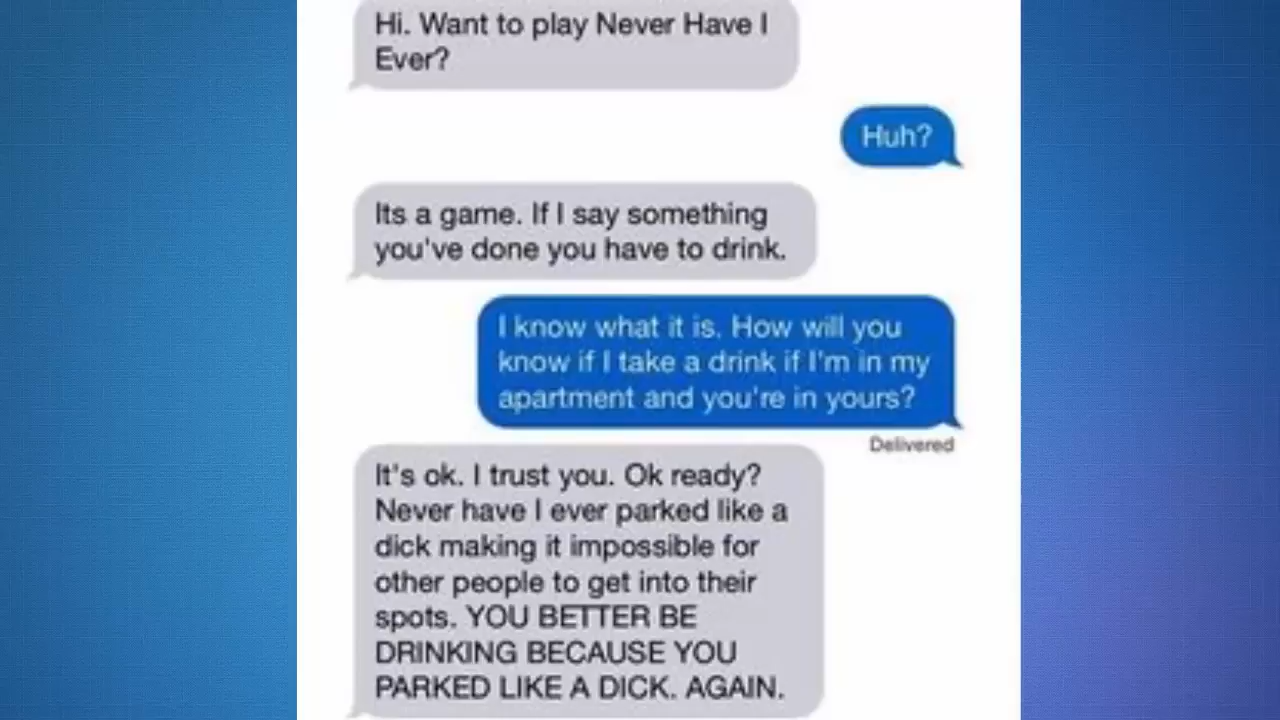 Hi. Want to play Never Have I
Ever?
Huh?
Its a game. If I say something
you've done you have to drink.
I know what it is. How will you
know if I take a drink if I'm in my
apartment and you're in yours?
Delivered
It's ok. I trust you. Ok ready?
Never have I ever parked like a
dick making it impossible for
other people to get into their
spots. YOU BETTER BE
DRINKING BECAUSE YOU
PARKED LIKE A DICK. AGAIN.